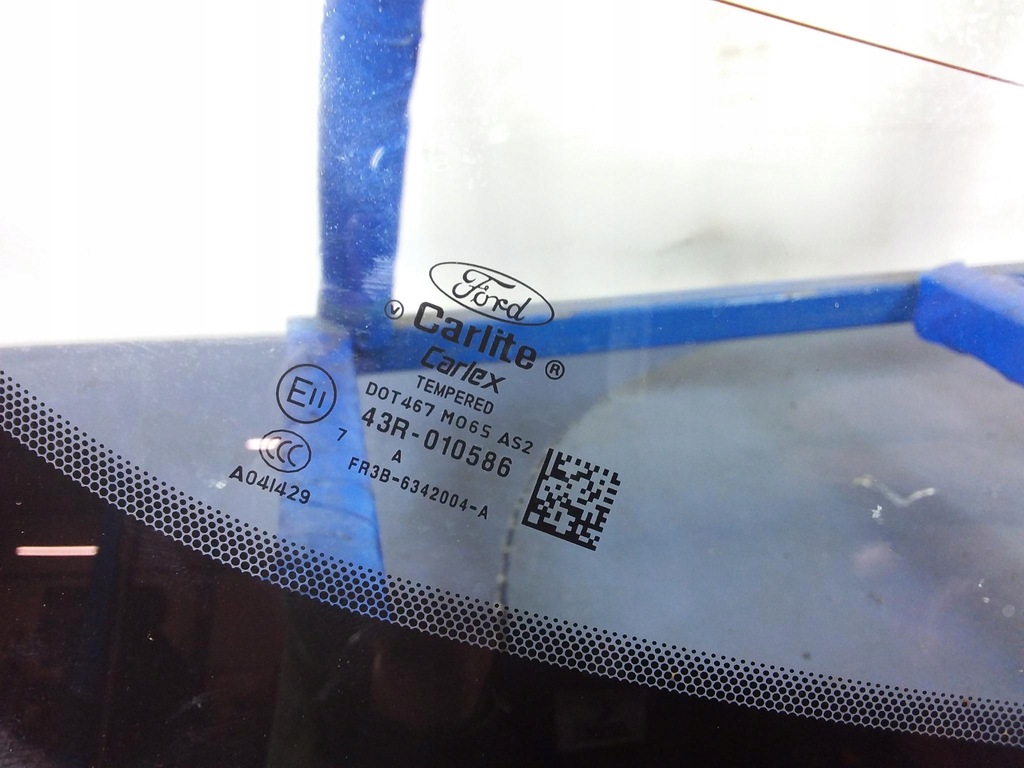 Ford
V Carlite ®
Carlex
TEMPERED
E11 DOT467 M065 AS2
7 43R-010586
CCC A
A041429 FR3B-6342004-A